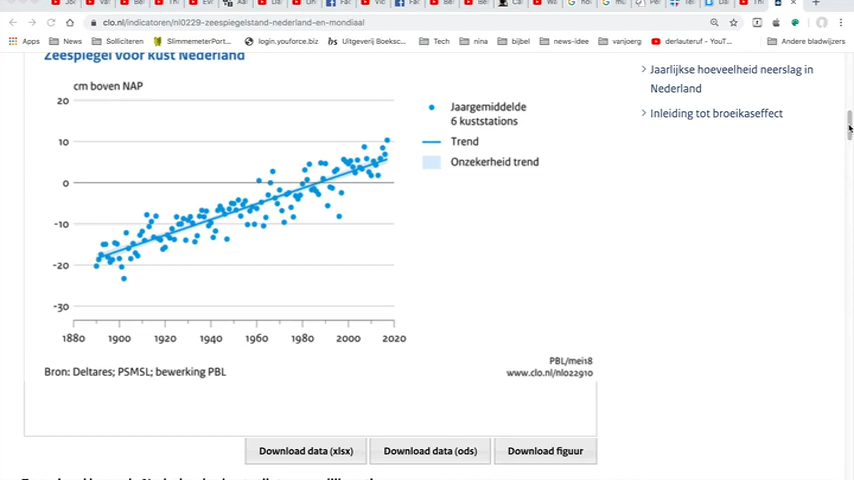 clo.nl/indicatoren/nl0229-zeespiegelstand-nederland-en-mondiaal
Apps News Solliciteren SlimmemeterPort... login.youforce.biz Uitgeverij Boeksc... Tech nina bijbel news-idee vanjoerg derlauteruf - YouT... Andere bladwijzers
Zeespiegel voor kust Nederland
cm boven NAP
20
10
0
-10
-20
-30
1880 1900 1920 1940 1960 1980 2000 2020
Jaargemiddelde
6 kuststations
Trend
Onzekerheid trend
Bron: Deltares; PSMSL; bewerking PBL
PBL/mei18
www.clo.nl/nl022910
Download data (xlsx) Download data (ods) Download figuur
Jaarlijkse hoeveelheid neerslag in
Nederland
Inleiding tot broeikaseffect